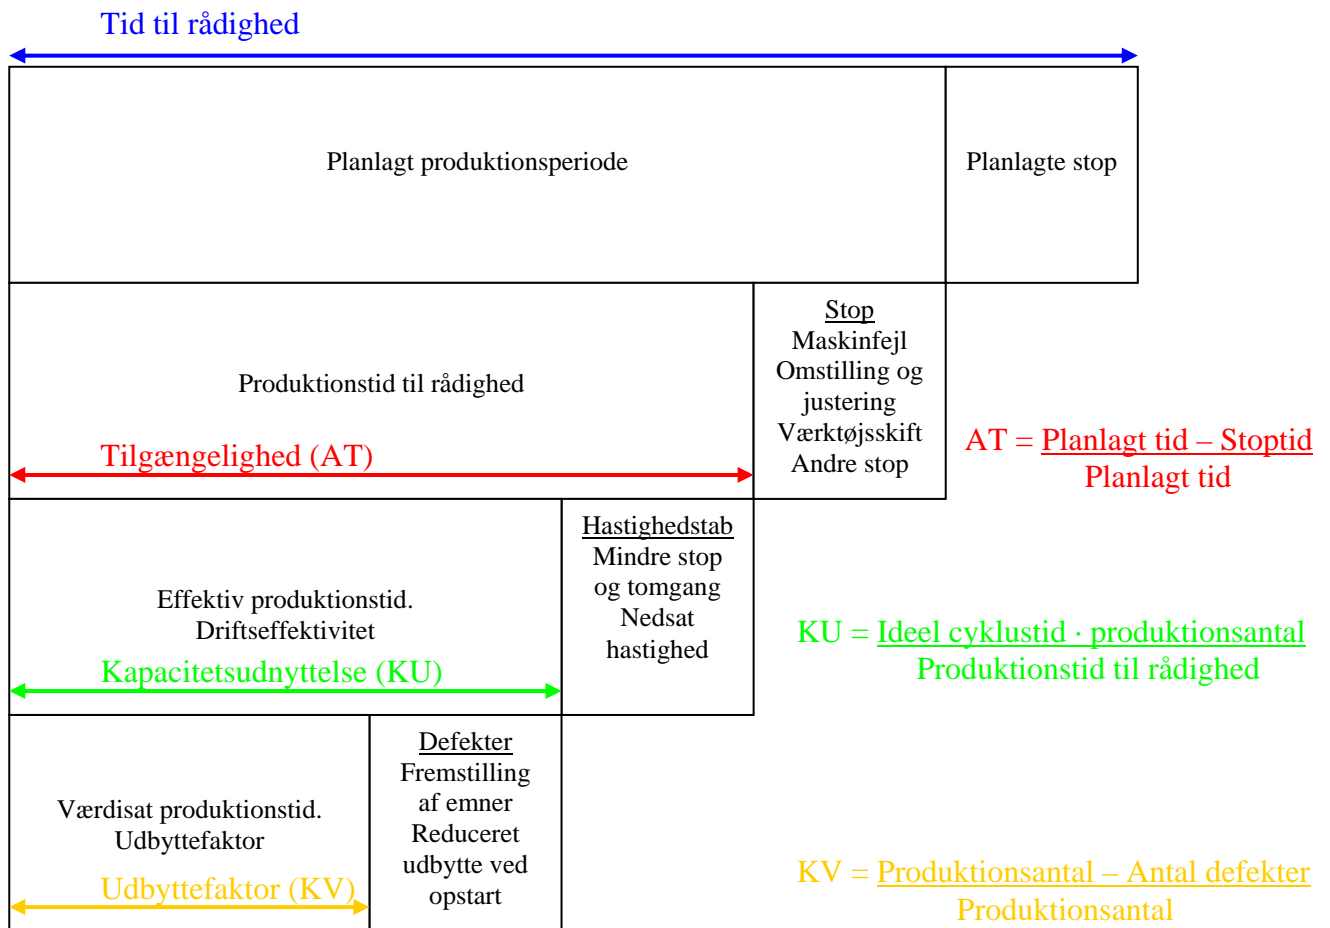 Tid til rådighed
Planlagt produktionsperiode
Planlagte stop
Produktionstid til rådighed
Tilgængelighed (AT)
Stop
Maskinfejl
Omstilling og
justering
Værktøjsskift
Andre stop
AT = Planlagt tid – Stoptid
Planlagt tid
Effektiv produktionstid.
Driftseffektivitet
Kapacitetsudnyttelse (KU)
Hastighedstab
Mindre stop
og tomgang
Nedsat
hastighed
KU = Ideel cyklustid · produktionsantal
Produktionstid til rådighed
Værdisat produktionstid.
Udbyttefaktor
Udbyttefaktor (KV)
Defekter
Fremstilling
af emner
Reduceret
udbytte ved
opstart
KV = Produktionsantal – Antal defekter
Produktionsantal